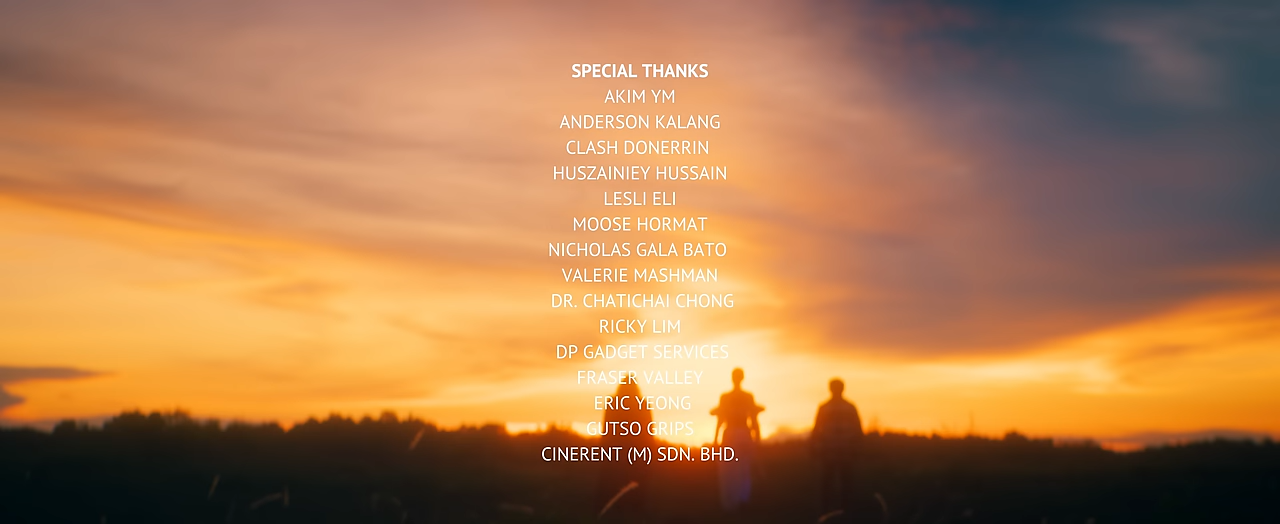 SPECIAL THANKS
AKIM YM
ANDERSON KALANG
CLASH DONERRIN
HUSZAINIEY HUSSAIN
LESLI ELI
MOOSE HORMAT
NICHOLAS GALA BATO
VALERIE MASHMAN
DR. CHATICHAI CHONG
RICKY LIM
DP GADGET SERVICES
FRASER VALLEY
ERIC YEONG
GUTSO GRIPS
CINERENT (M) SDN. BHD.